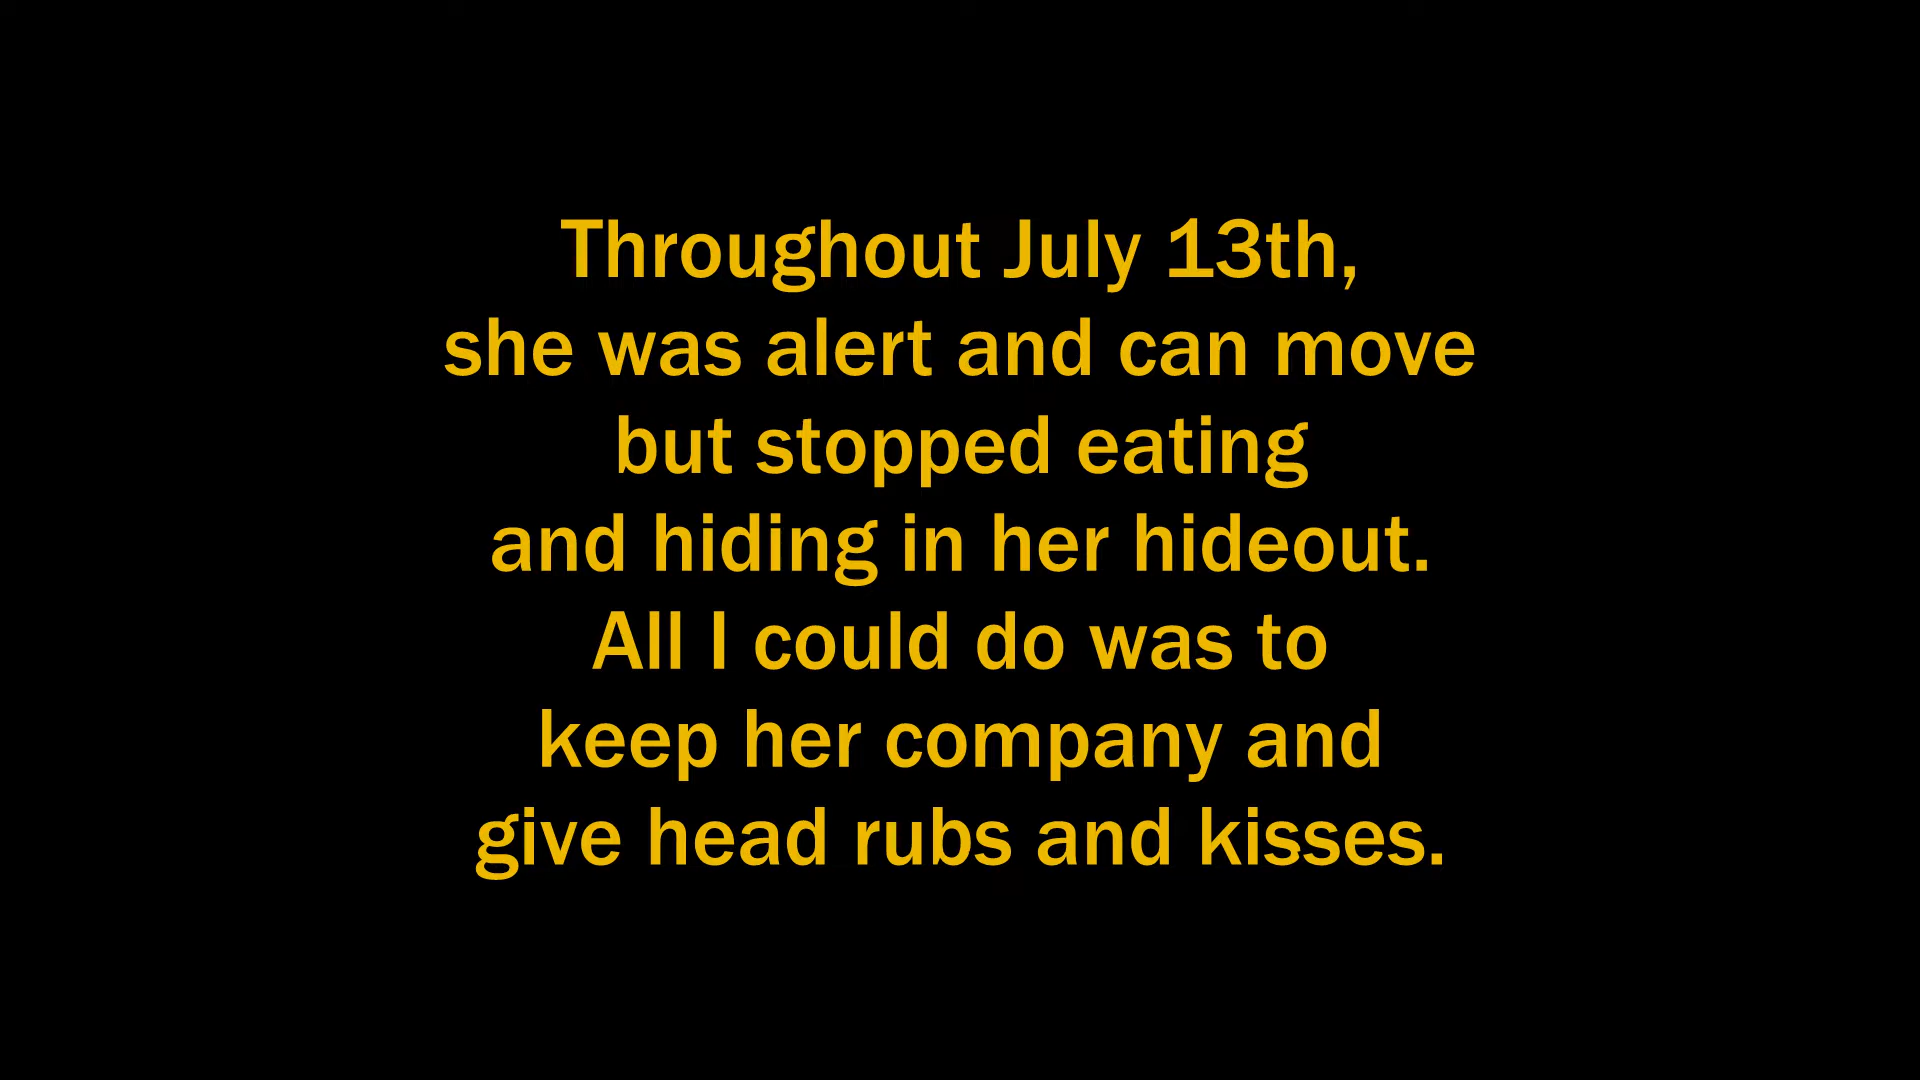 Throughout July 13th,
she was alert and can move
but stopped eating
and hiding in her hideout.
All I could do was to
keep her company and
give head rubs and kisses.